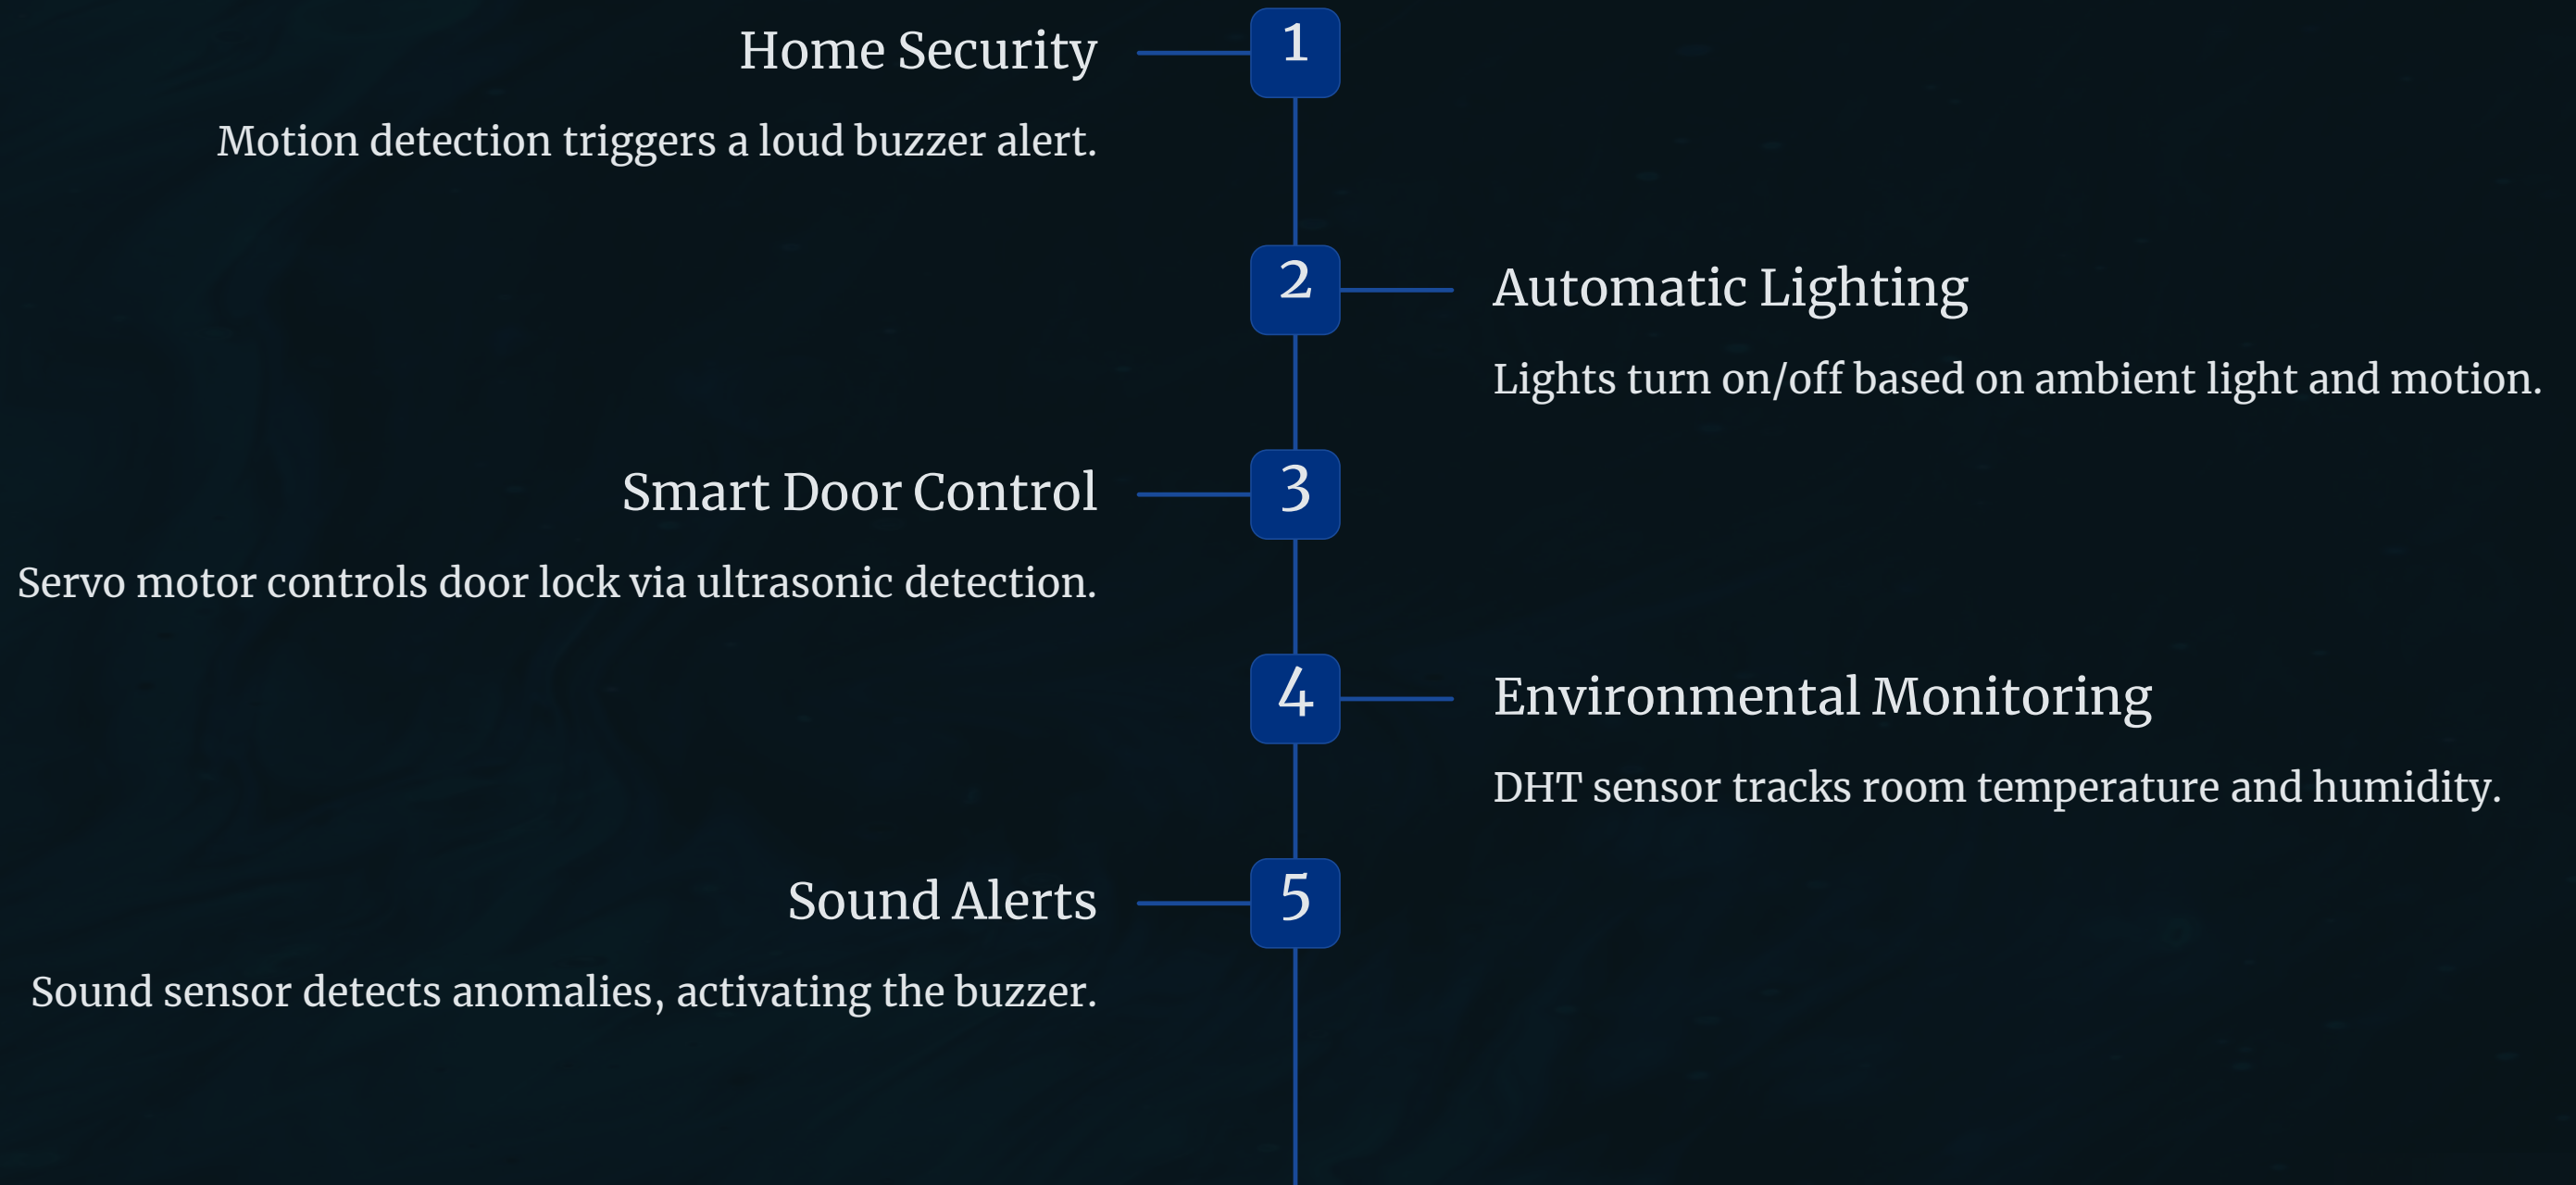 1
Home Security
Motion detection triggers a loud buzzer alert.
2
Automatic Lighting
Lights turn on/off based on ambient light and motion.
3
Smart Door Control
Servo motor controls door lock via ultrasonic detection.
4
Environmental Monitoring
DHT sensor tracks room temperature and humidity.
5
Sound Alerts
Sound sensor detects anomalies, activating the buzzer.